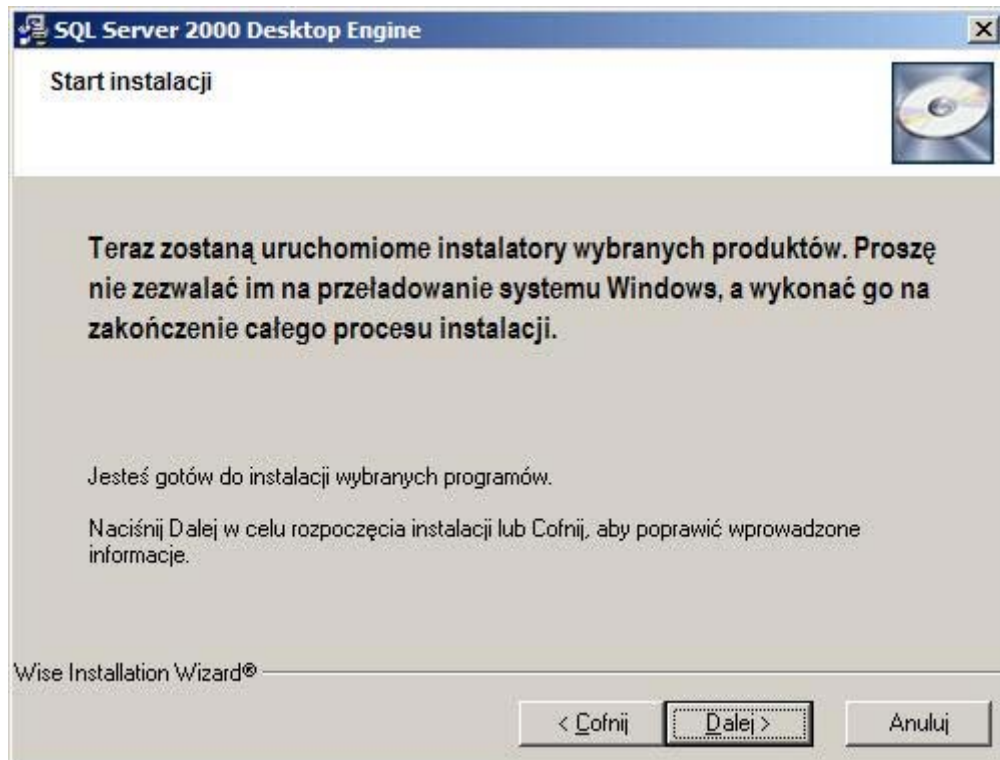 SQL Server 2000 Desktop Engine
Start instalacji
Teraz zostaną uruchomiome instalatory wybranych produktów. Proszę
nie zezwalać im na przeładowanie systemu Windows, a wykonać go na
zakończenie całego procesu instalacji.
Jesteś gotów do instalacji wybranych programów.
Naciśnij Dalej w celu rozpoczęcia instalacji lub Cofnij, aby poprawić wprowadzone
informacje.
Wise Installation Wizard®
< Cofnij Dalej > Anuluj